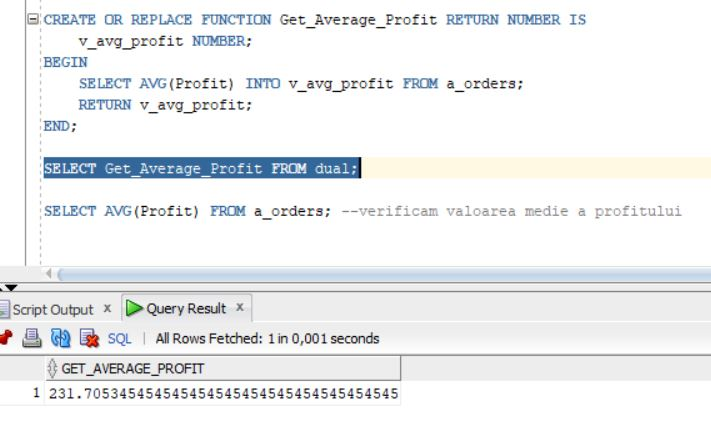 CREATE OR REPLACE FUNCTION Get_Average_Profit RETURN NUMBER IS
v_avg_profit NUMBER;
BEGIN
SELECT AVG(Profit) INTO v_avg_profit FROM a_orders;
RETURN v_avg_profit;
END;
SELECT Get_Average_Profit FROM dual;
SELECT AVG(Profit) FROM a_orders; --verificam valoarea medie a profitului
Script Output x Query Result x
SQL | All Rows Fetched: 1 in 0,001 seconds
GET_AVERAGE_PROFIT
1 231.705345454545454545454545454545454545